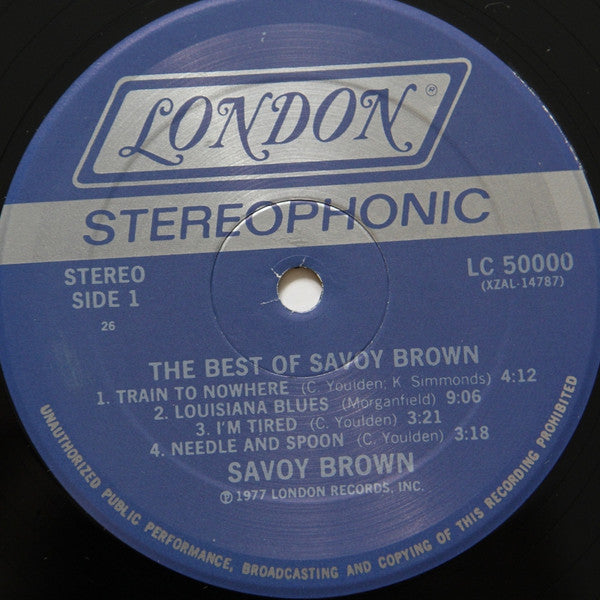 LONDON®
STEREOPHONIC
STEREO
SIDE 1
LC 50000
(XZAL-14787)
26
THE BEST OF SAVOY BROWN
1. TRAIN TO NOWHERE (C. Youlden; K Simmonds) 4:12
2. LOUISIANA BLUES (Morganfield) 9:06
3. I'M TIRED (C. Youlden) 3:21
4. NEEDLE AND SPOON (C. Youlden) 3:18
SAVOY BROWN
℗ 1977 LONDON RECORDS, INC.
UNAUTHORIZED PUBLIC PERFORMANCE, BROADCASTING AND COPYING OF THIS RECORDING PROHIBITED